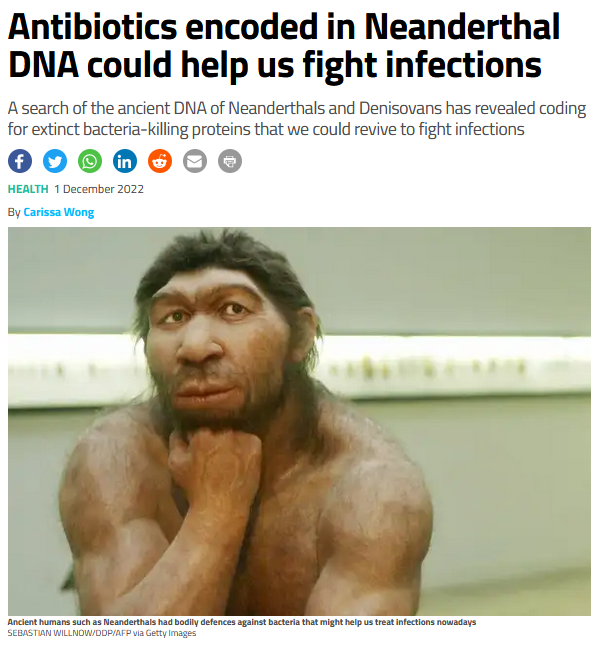 Antibiotics encoded in Neanderthal
DNA could help us fight infections
A search of the ancient DNA of Neanderthals and Denisovans has revealed coding
for extinct bacteria-killing proteins that we could revive to fight infections
HEALTH 1 December 2022
By Carissa Wong
Ancient humans such as Neanderthals had bodily defences against bacteria that might help us treat infections nowadays
SEBASTIAN WILLNOW/DDP/AFP via Getty Images